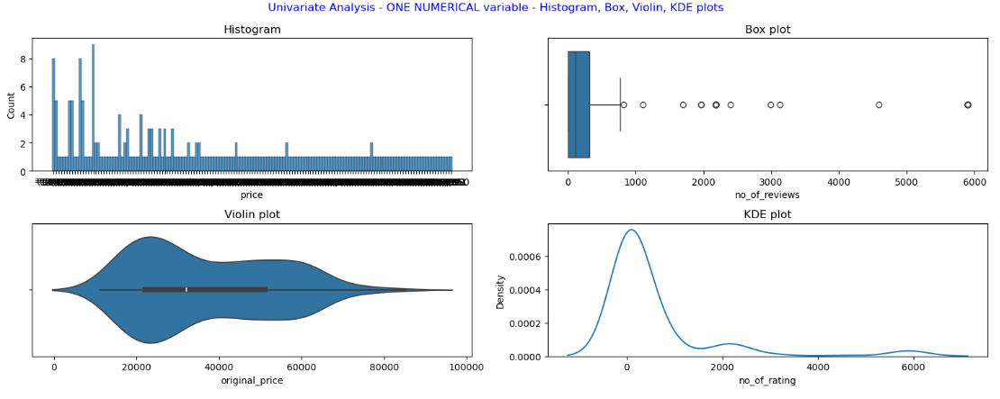 Univariate Analysis - ONE NUMERICAL variable - Histogram, Box, Violin, KDE plots
Histogram
Count
8
6
4
2
0
price
Box plot
0 1000 2000 3000 4000 5000 6000
no_of_reviews
Violin plot
0 20000 40000 60000 80000 100000
original_price
KDE plot
Density
0.0006
0.0004
0.0002
0.0000
0 2000 4000 6000
no_of_rating